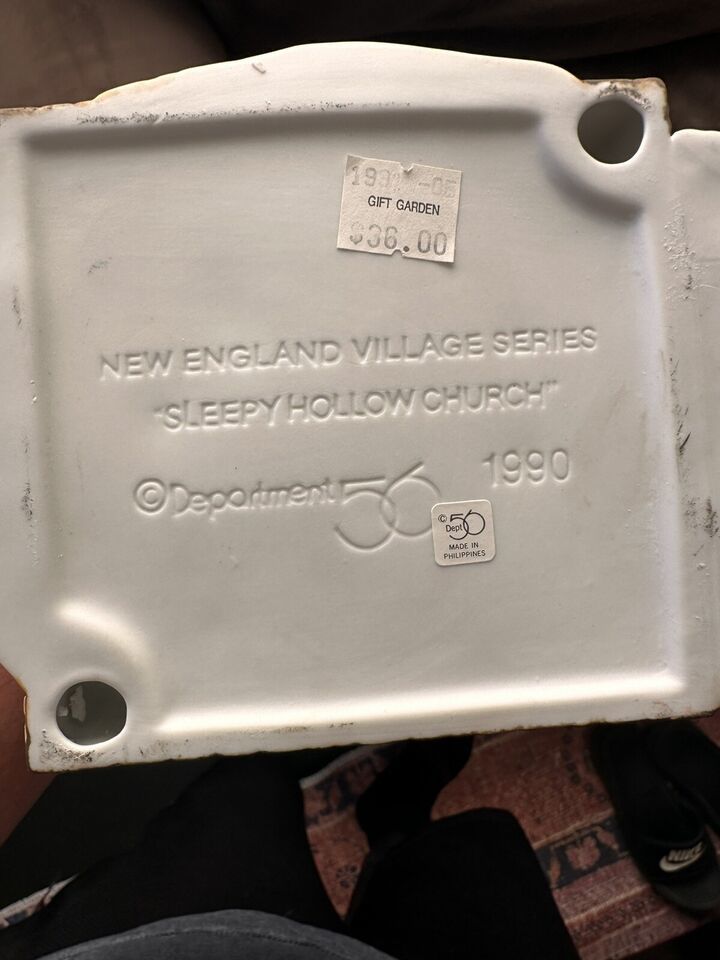 GIFT GARDEN
$36.00
NEW ENGLAND VILLAGE SERIES
"SLEEPY HOLLOW CHURCH"
©Department 56 1990
© Dept 56
MADE IN
PHILIPPINES
NIKE